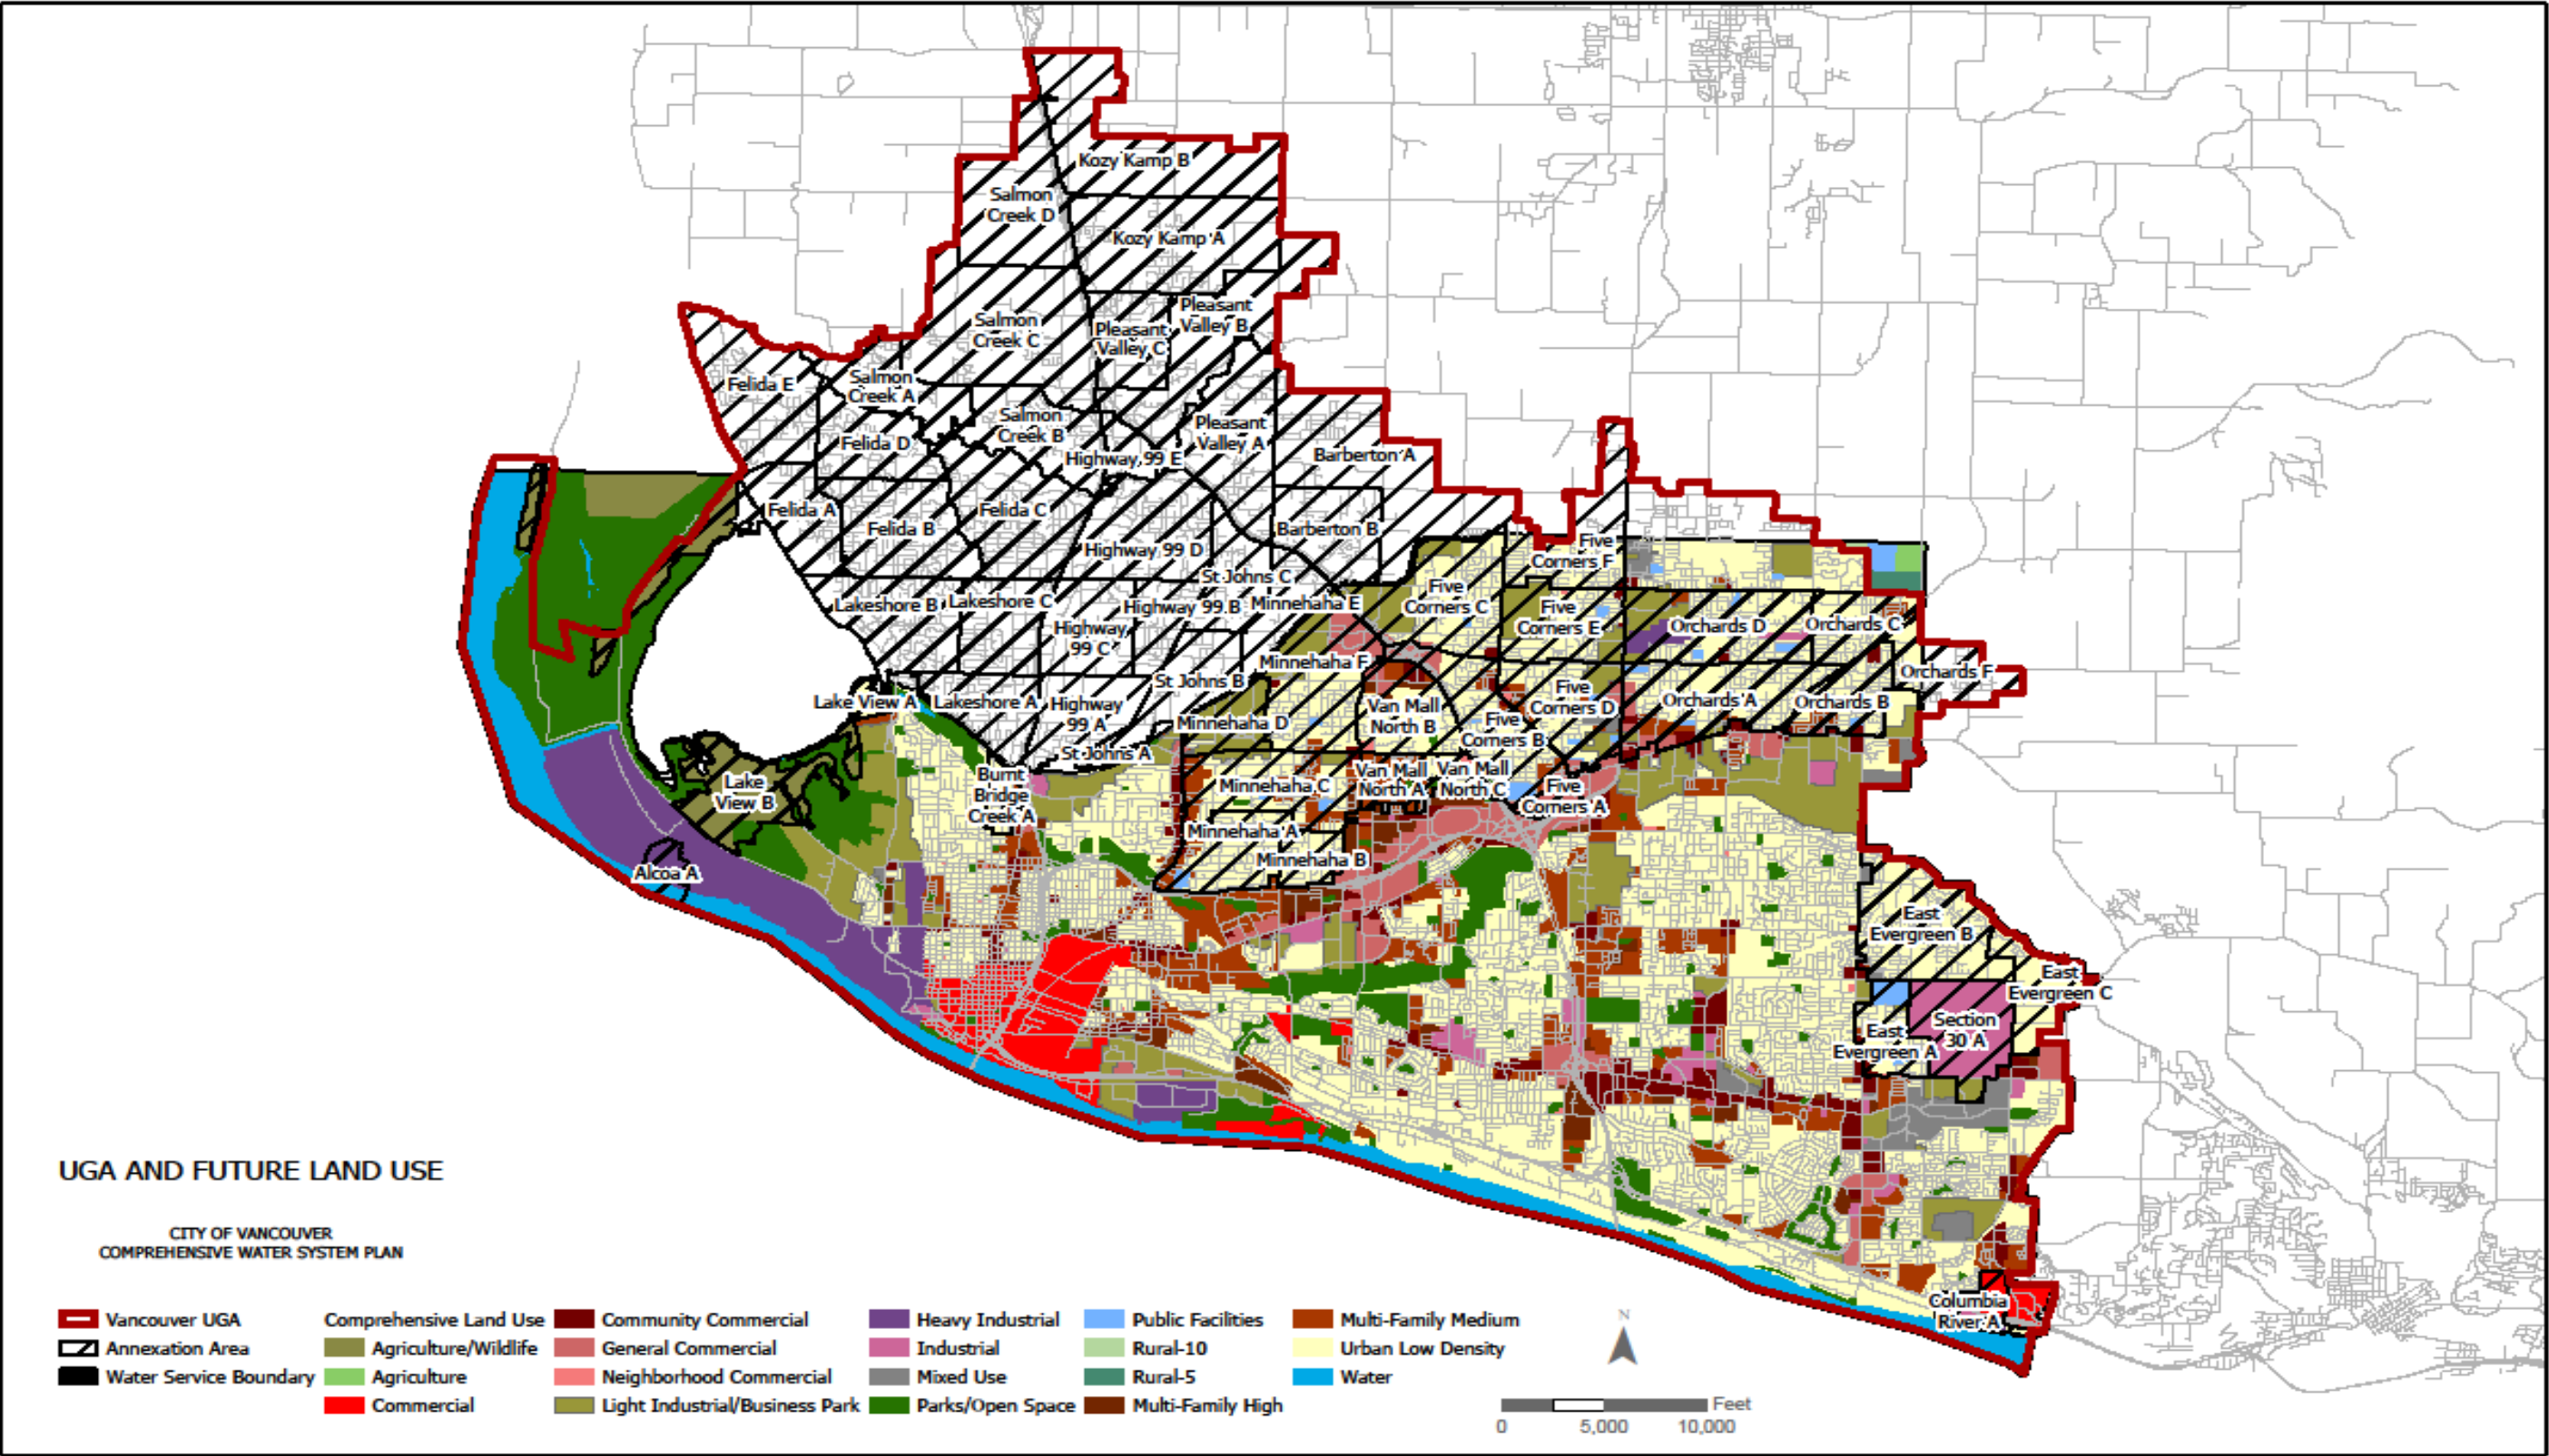 Kozy Kamp B
Salmon
Creek D
Kozy Kamp A
Pleasant
Valley B
Salmon
Creek C
Pleasant
Valley C
Felida E
Salmon
Creek A
Salmon
Creek B
Pleasant
Valley A
Felida D
Highway 99 E
Barberton A
Felida A
Felida C
Felida B
Barberton B
Highway 99 D
Five
Corners F
St Johns C
Five
Corners C
Lakeshore B
Lakeshore C
Highway 99 B
Minnehaha E
Five
Corners E
Orchards D
Orchards C
Highway
99 C
Minnehaha F
Orchards F
St Johns B
Five
Corners D
Lake View A
Lakeshore A
Highway
99 A
Van Mall
North B
Orchards A
Orchards B
Minnehaha D
Five
Corners B
St Johns A
Burnt
Bridge
Creek A
Lake
View B
Minnehaha C
Van Mall
North A
Van Mall
North C
Five
Corners A
Minnehaha A
Minnehaha B
Alcoa A
East
Evergreen B
East
Evergreen C
Section
30 A
East
Evergreen A
Columbia
River A
UGA AND FUTURE LAND USE
CITY OF VANCOUVER
COMPREHENSIVE WATER SYSTEM PLAN
Vancouver UGA
Annexation Area
Water Service Boundary
Comprehensive Land Use
Agriculture/Wildlife
Agriculture
Commercial
Community Commercial
General Commercial
Neighborhood Commercial
Light Industrial/Business Park
Heavy Industrial
Industrial
Mixed Use
Parks/Open Space
Public Facilities
Rural-10
Rural-5
Multi-Family High
Multi-Family Medium
Urban Low Density
Water
N
Feet
0 5,000 10,000